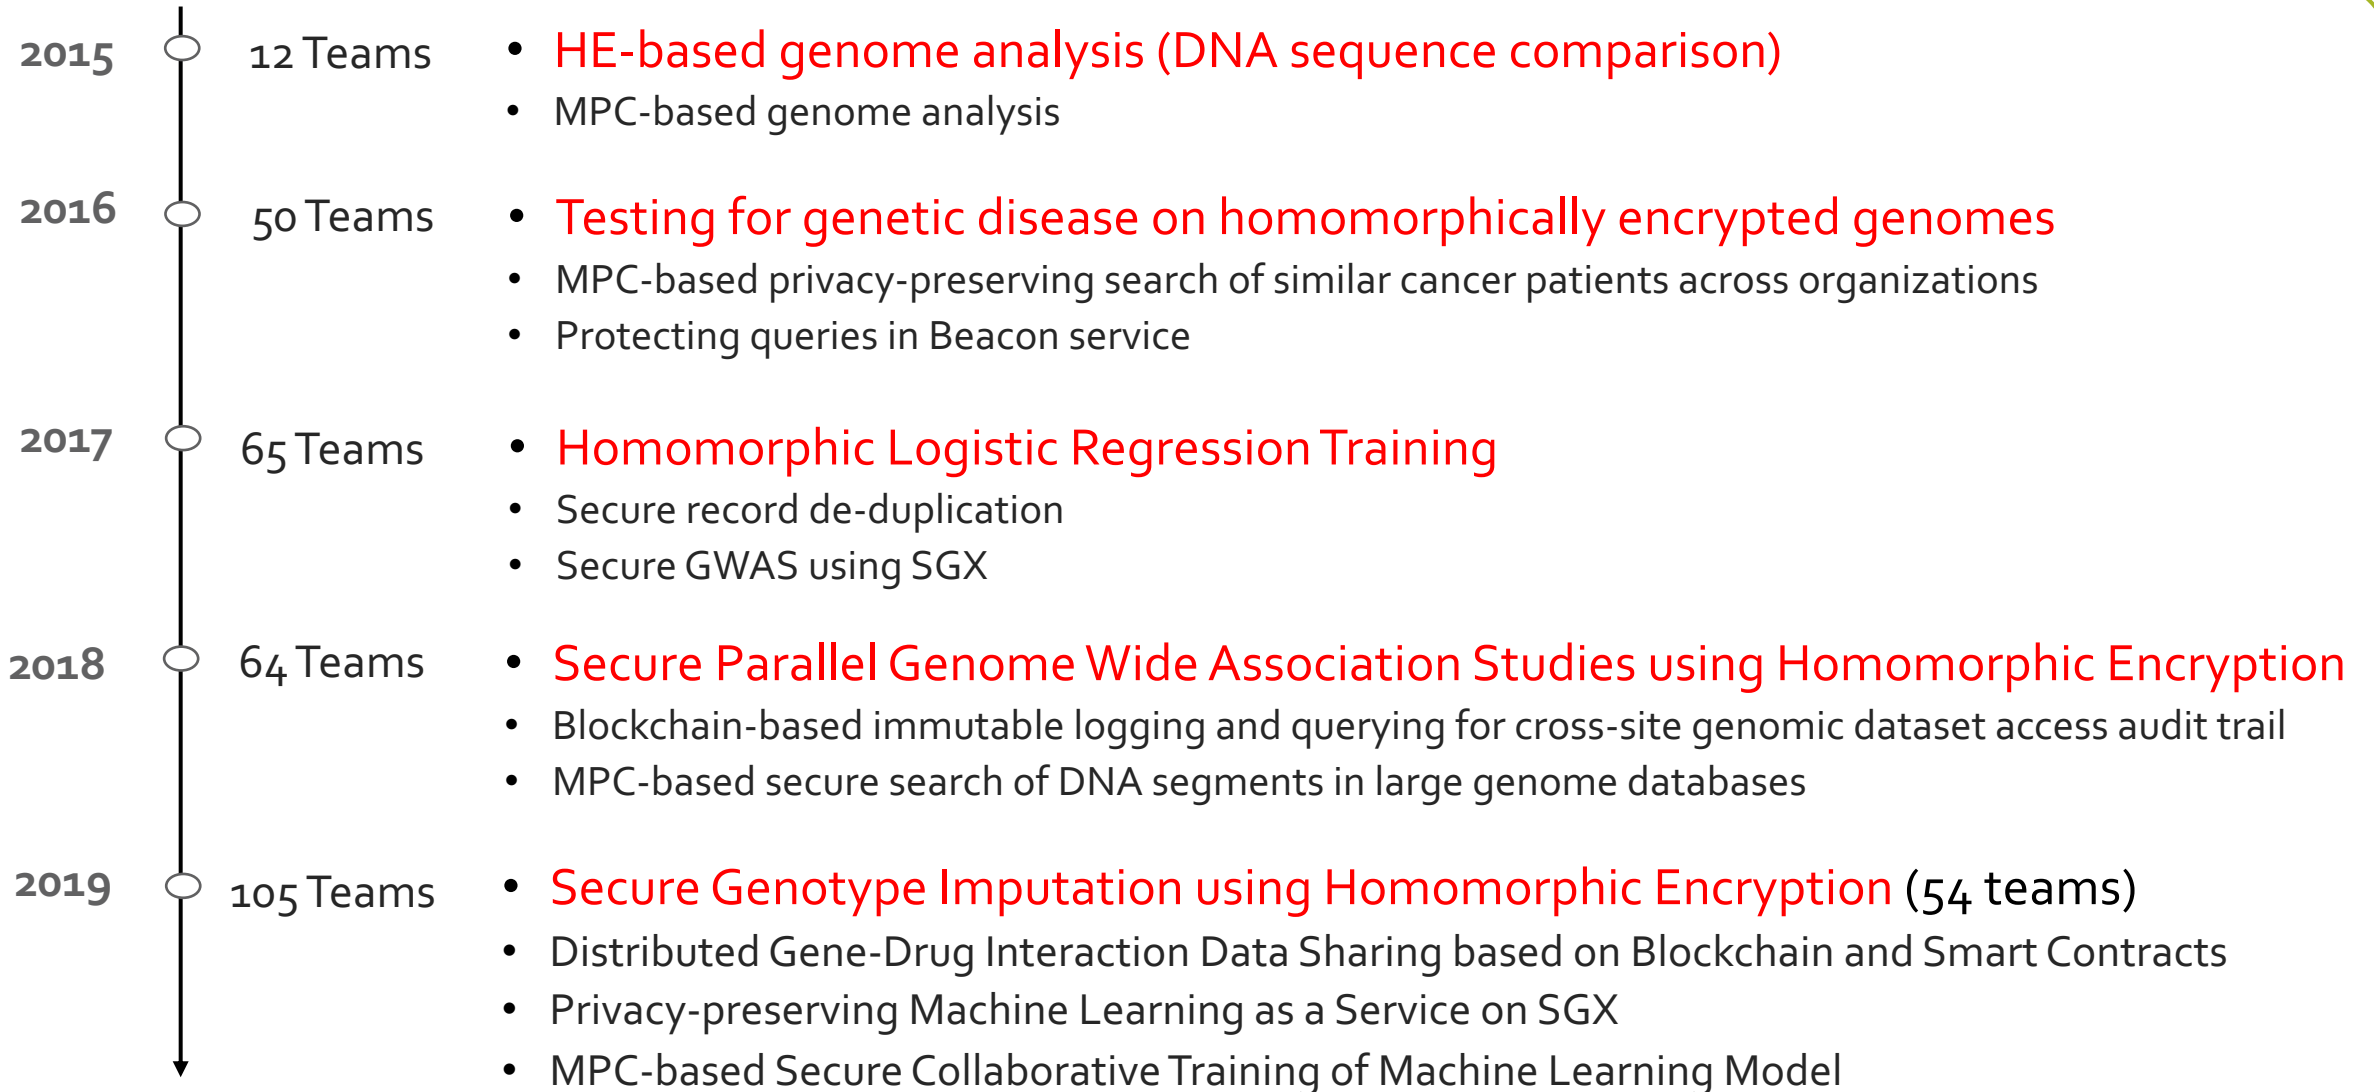 2015 12 Teams • HE-based genome analysis (DNA sequence comparison)
• MPC-based genome analysis
2016 50 Teams • Testing for genetic disease on homomorphically encrypted genomes
• MPC-based privacy-preserving search of similar cancer patients across organizations
• Protecting queries in Beacon service
2017 65 Teams • Homomorphic Logistic Regression Training
• Secure record de-duplication
• Secure GWAS using SGX
2018 64 Teams • Secure Parallel Genome Wide Association Studies using Homomorphic Encryption
• Blockchain-based immutable logging and querying for cross-site genomic dataset access audit trail
• MPC-based secure search of DNA segments in large genome databases
2019 105 Teams • Secure Genotype Imputation using Homomorphic Encryption (54 teams)
• Distributed Gene-Drug Interaction Data Sharing based on Blockchain and Smart Contracts
• Privacy-preserving Machine Learning as a Service on SGX
• MPC-based Secure Collaborative Training of Machine Learning Model